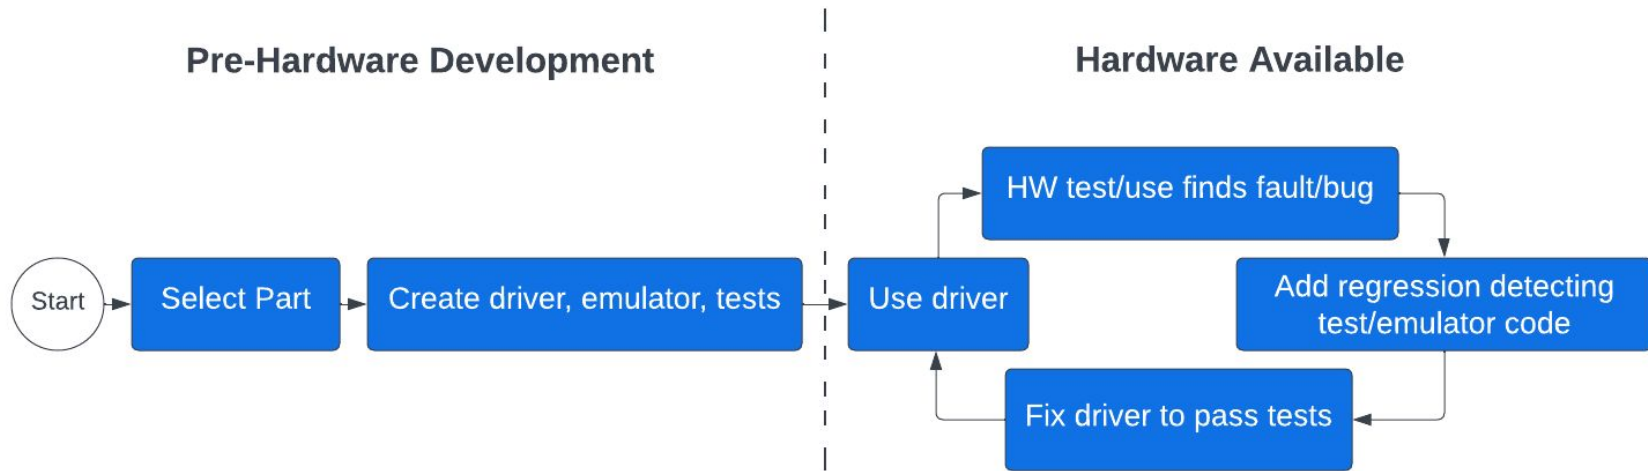 Pre-Hardware Development
Hardware Available
Start
Select Part
Create driver, emulator, tests
Use driver
HW test/use finds fault/bug
Add regression detecting
test/emulator code
Fix driver to pass tests